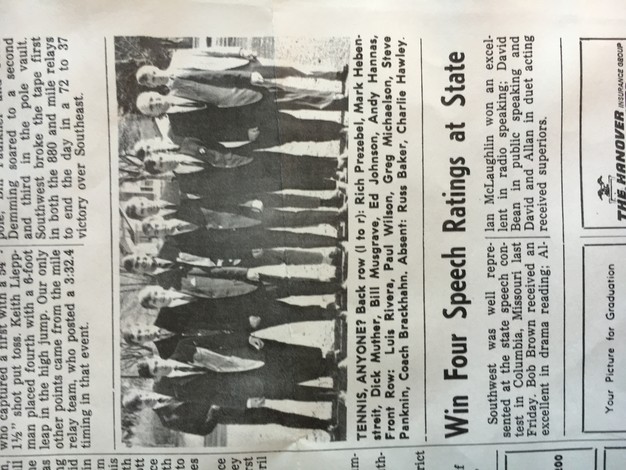 who captured a first with a 54'
1½" shot put toss. Keith Liepp-
man placed fourth with a 6-foot
leap in the high jump. Our only
other points came from the mile
relay team, who posted a 3:32.4
timing in that event.
Demming soared to a second
and third in the pole vault.
Southwest broke the tape first
in both the 880 and mile relays
to end the day in a 72 to 37
victory over Southeast.
TENNIS, ANYONE? Back row (l to r): Rich Prezebel, Mark Heben-
streit, Dick Muther, Bill Musgrave, Ed Johnson, Andy Hannas,
Front Row: Luis Rivera, Paul Wilson, Greg Michaelson, Steve
Panknin, Coach Brackhahn. Absent: Russ Baker, Charlie Hawley.
Win Four Speech Ratings at State
Southwest was well repre-
sented at the state speech con-
test in Columbia, Missouri last
Friday. Bob Brown received an
excellent in drama reading; Al-
lan McLaughlin won an excel-
lent in radio speaking; David
Bean in public speaking and
David and Allan in duet acting
received superiors.
Your Picture for Graduation
THE HANOVER INSURANCE GROUP